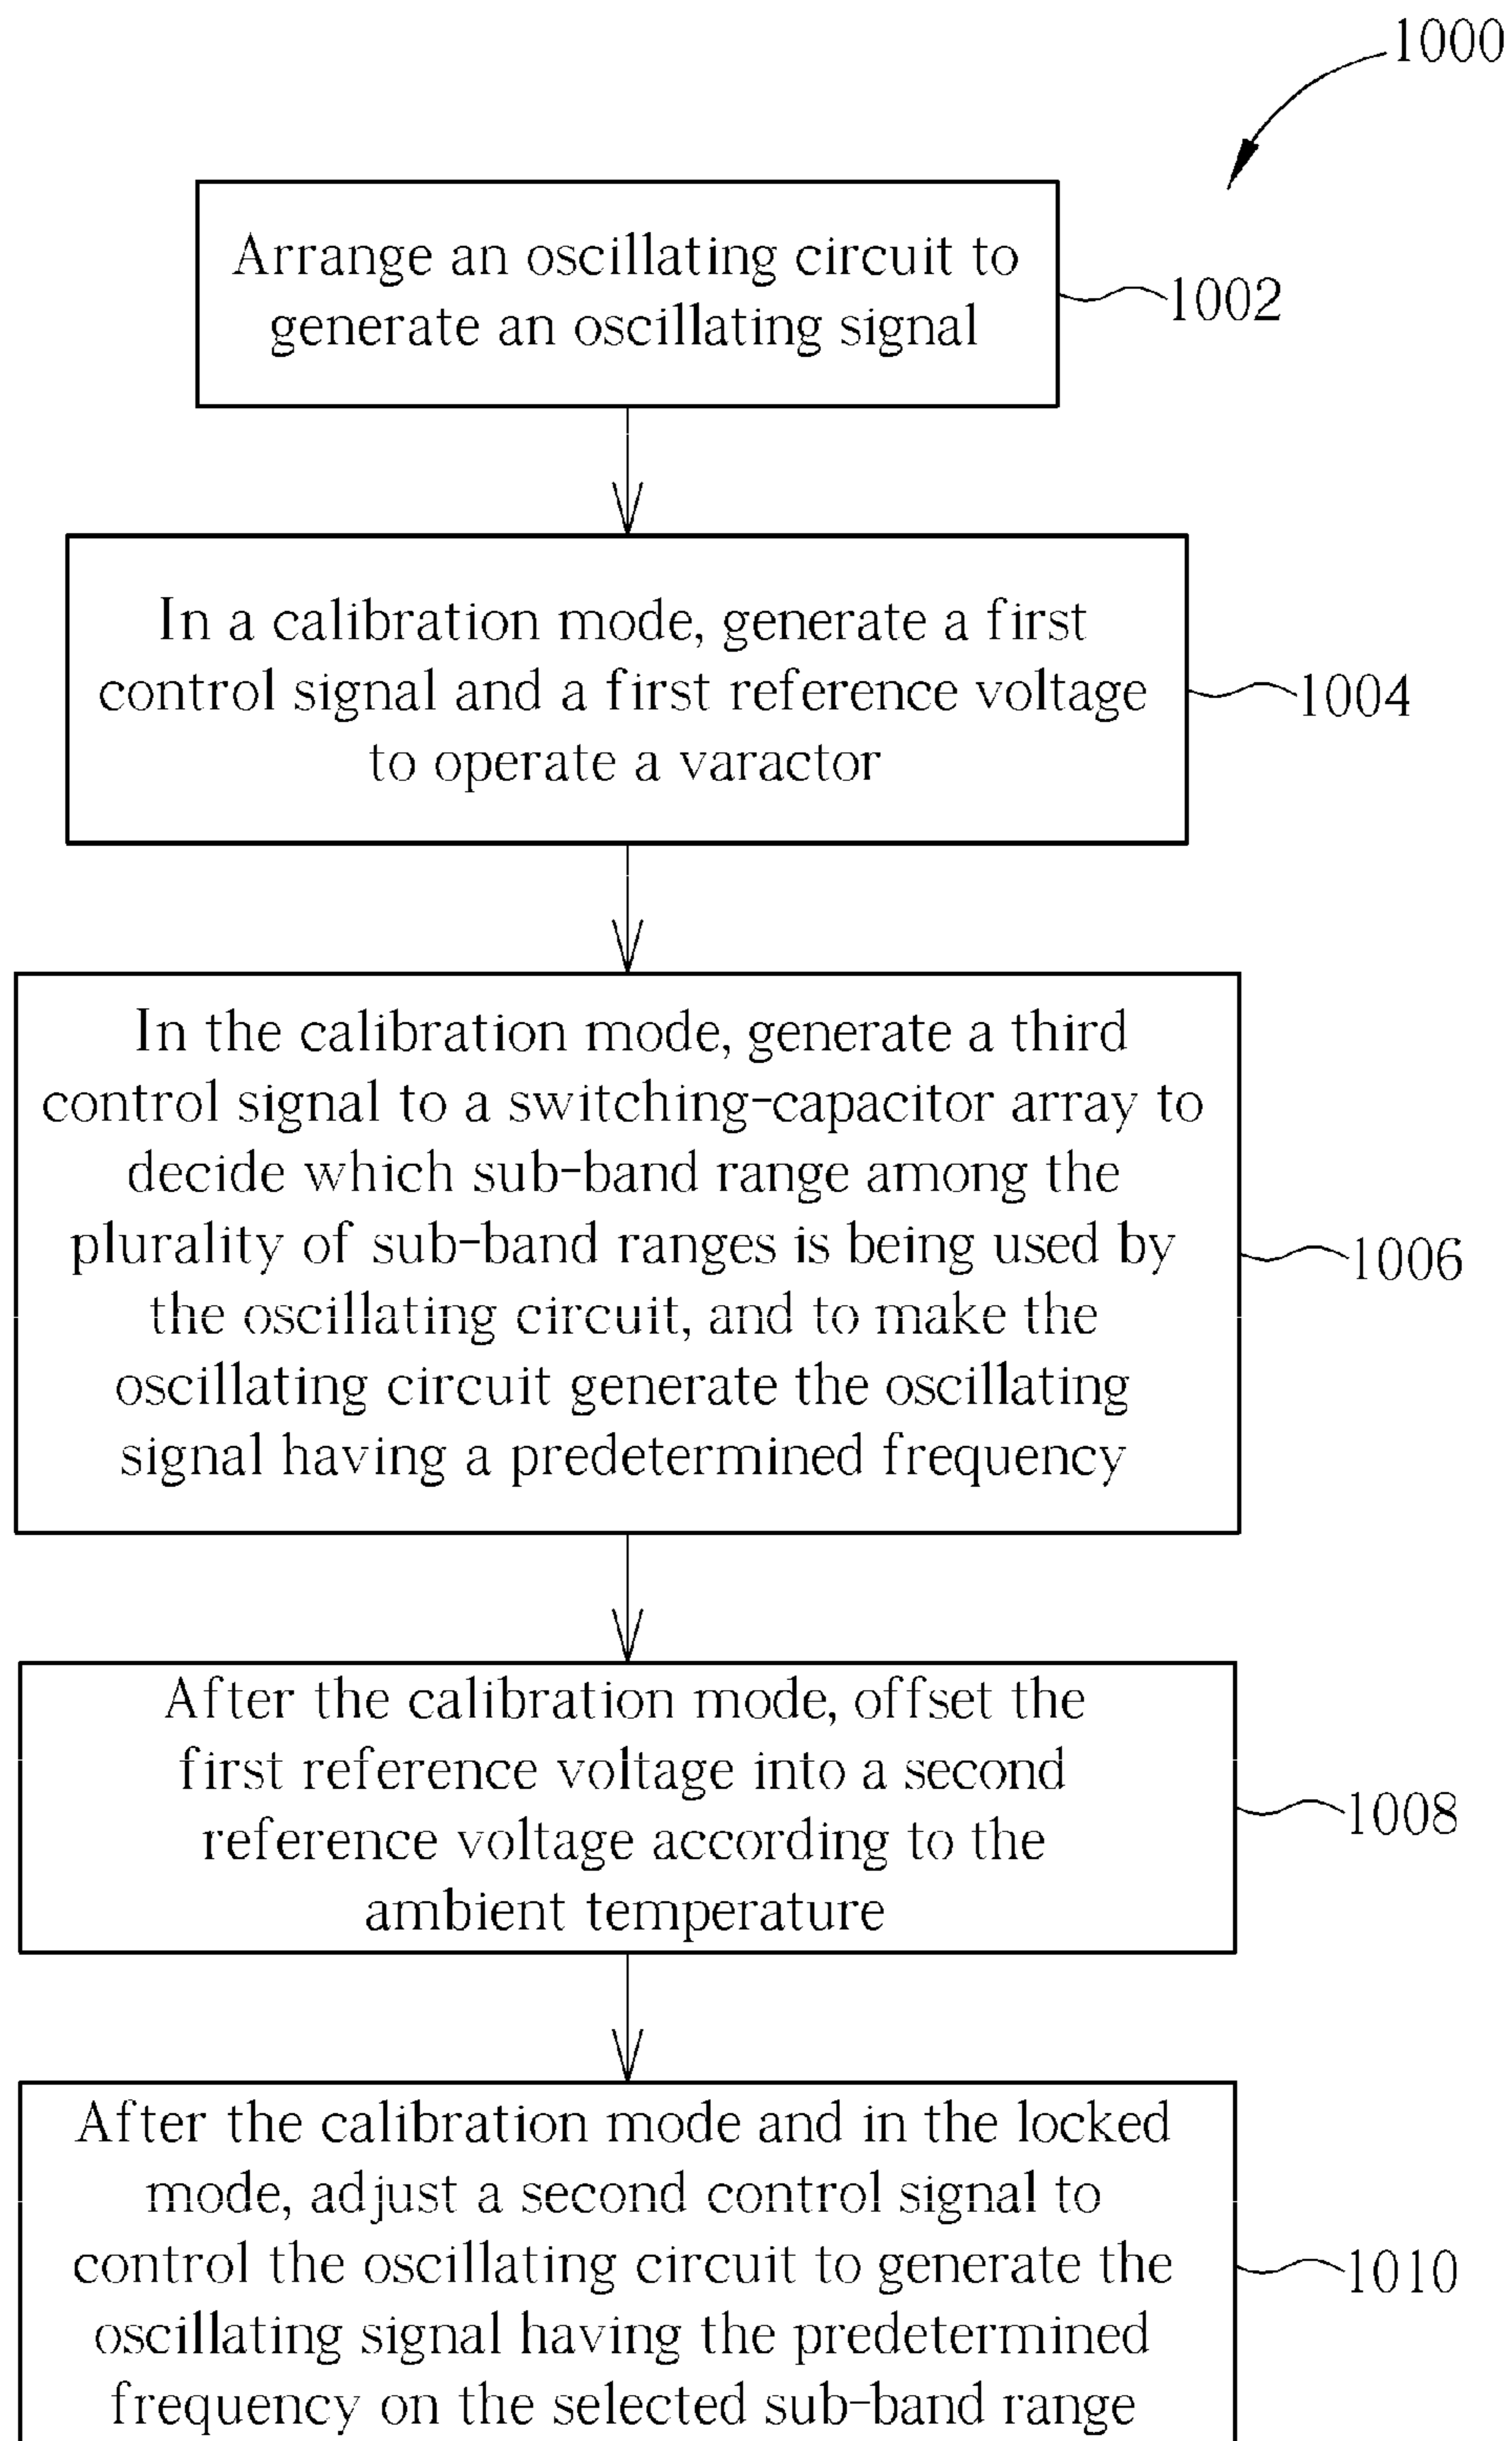 1000
Arrange an oscillating circuit to
generate an oscillating signal
1002
In a calibration mode, generate a first
control signal and a first reference voltage
to operate a varactor
1004
In the calibration mode, generate a third
control signal to a switching-capacitor array to
decide which sub-band range among the
plurality of sub-band ranges is being used by
the oscillating circuit, and to make the
oscillating circuit generate the oscillating
signal having a predetermined frequency
1006
After the calibration mode, offset the
first reference voltage into a second
reference voltage according to the
ambient temperature
1008
After the calibration mode and in the locked
mode, adjust a second control signal to
control the oscillating circuit to generate the
oscillating signal having the predetermined
frequency on the selected sub-band range
1010